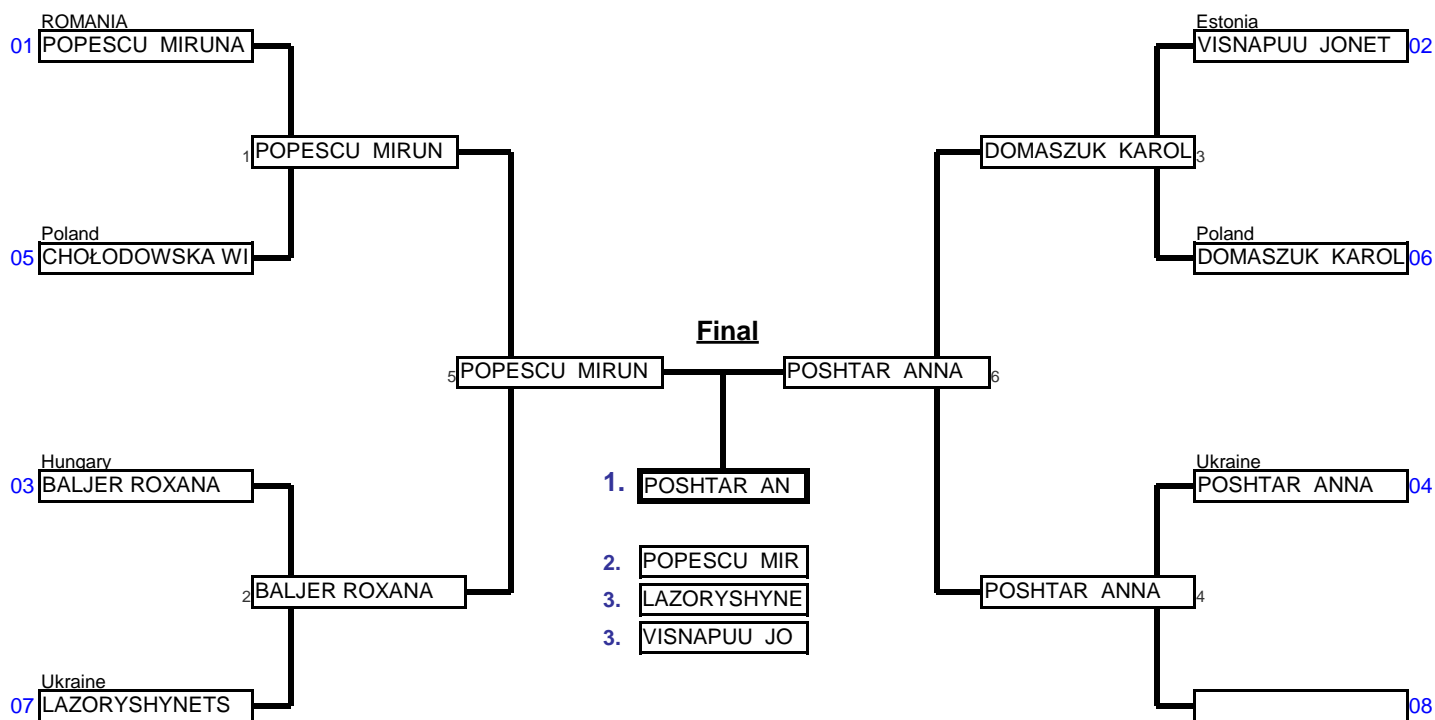 ROMANIA
01 POPESCU MIRUNA
Estonia
VISNAPUU JONET 02
1 POPESCU MIRUN
DOMASZUK KAROL 3
Poland
05 CHOŁODOWSKA WI
Poland
DOMASZUK KAROL 06
Final
5 POPESCU MIRUN
POSHTAR ANNA 6
Hungary
03 BALJER ROXANA
1. POSHTAR AN
Ukraine
POSHTAR ANNA 04
2. POPESCU MIR
2 BALJER ROXANA
POSHTAR ANNA 4
3. LAZORYSHYNE
3. VISNAPUU JO
Ukraine
07 LAZORYSHYNETS
08